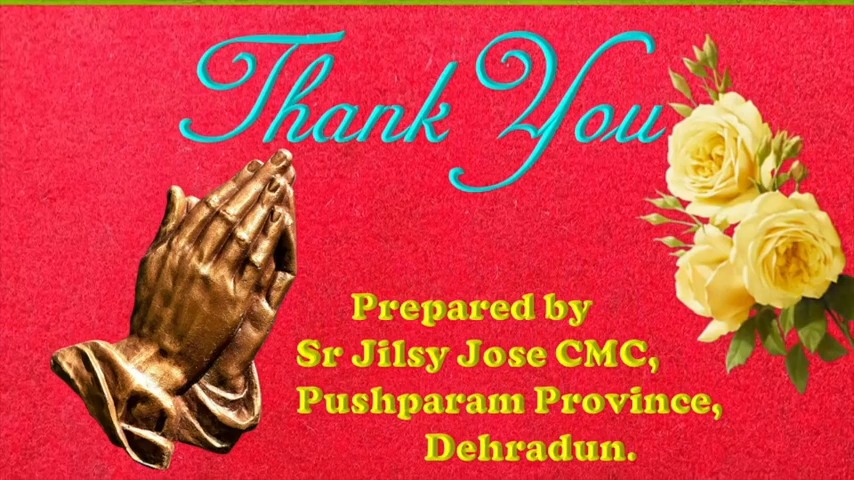 Thank You
Prepared by
Sr Jilsy Jose CMC,
Pushparam Province,
Dehradun.